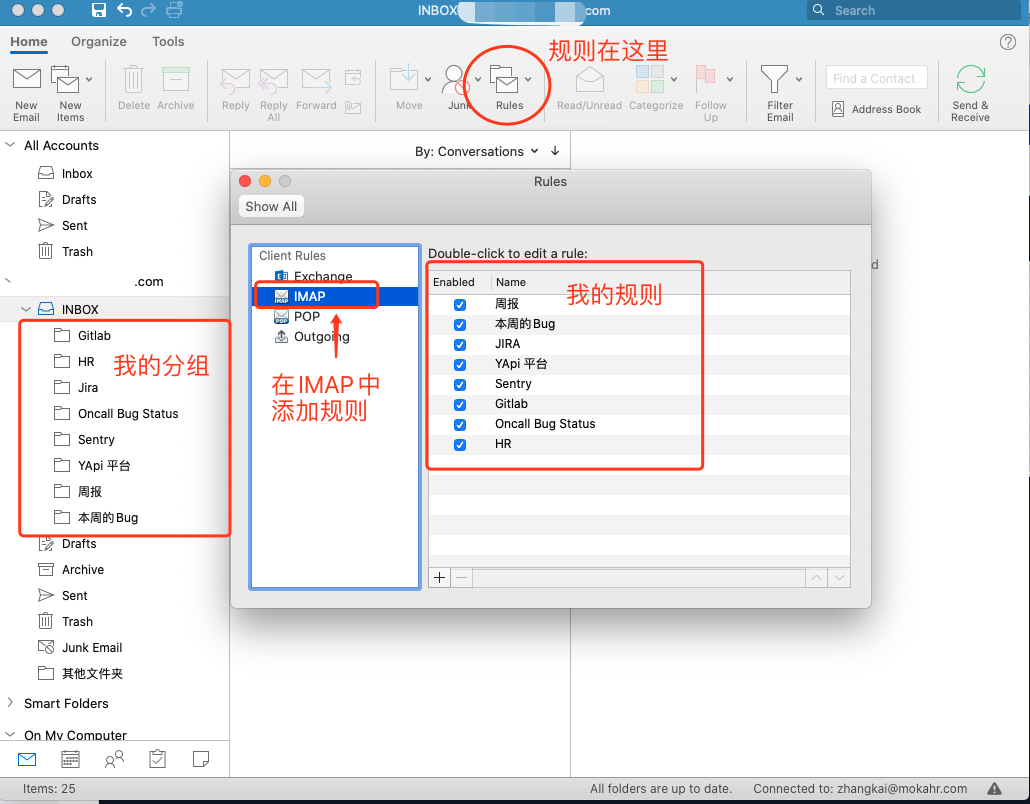 INBOX
com
Search
Home
Organize
Tools
规则在这里
New Email
New Items
Delete
Archive
Reply
Reply All
Forward
Move
Junk
Rules
Read/Unread
Categorize
Follow Up
Filter Email
Find a Contact
Address Book
Send & Receive
All Accounts
Inbox
Drafts
Sent
Trash
.com
INBOX
Gitlab
HR
Jira
Oncall Bug Status
Sentry
YApi 平台
周报
本周的Bug
我的分组
Drafts
Archive
Sent
Trash
Junk Email
其他文件夹
Smart Folders
On My Computer
By: Conversations
Rules
Show All
Client Rules
Exchange
IMAP
POP
Outgoing
在IMAP中
添加规则
Double-click to edit a rule:
Enabled
Name
我的规则
周报
本周的Bug
JIRA
YApi 平台
Sentry
Gitlab
Oncall Bug Status
HR
d
Items: 25
All folders are up to date.
Connected to: zhangkai@mokahr.com